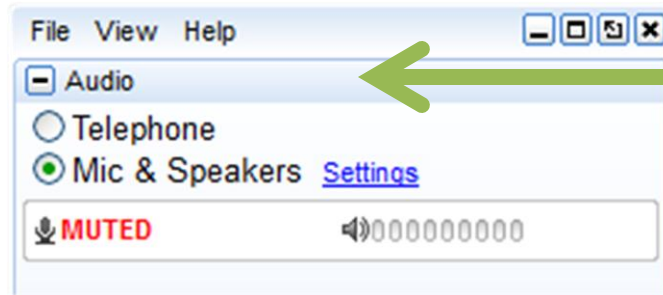 File View Help
Audio
Telephone
Mic & Speakers Settings
MUTED